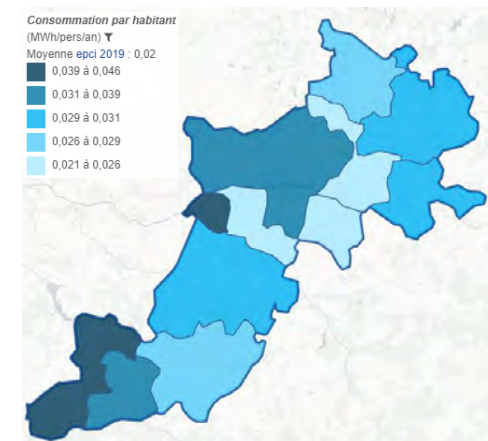 Consommation par habitant
(MWh/pers/an)
Moyenne epci 2019 : 0,02
0,039 à 0,046
0,031 à 0,039
0,029 à 0,031
0,026 à 0,029
0,021 à 0,026